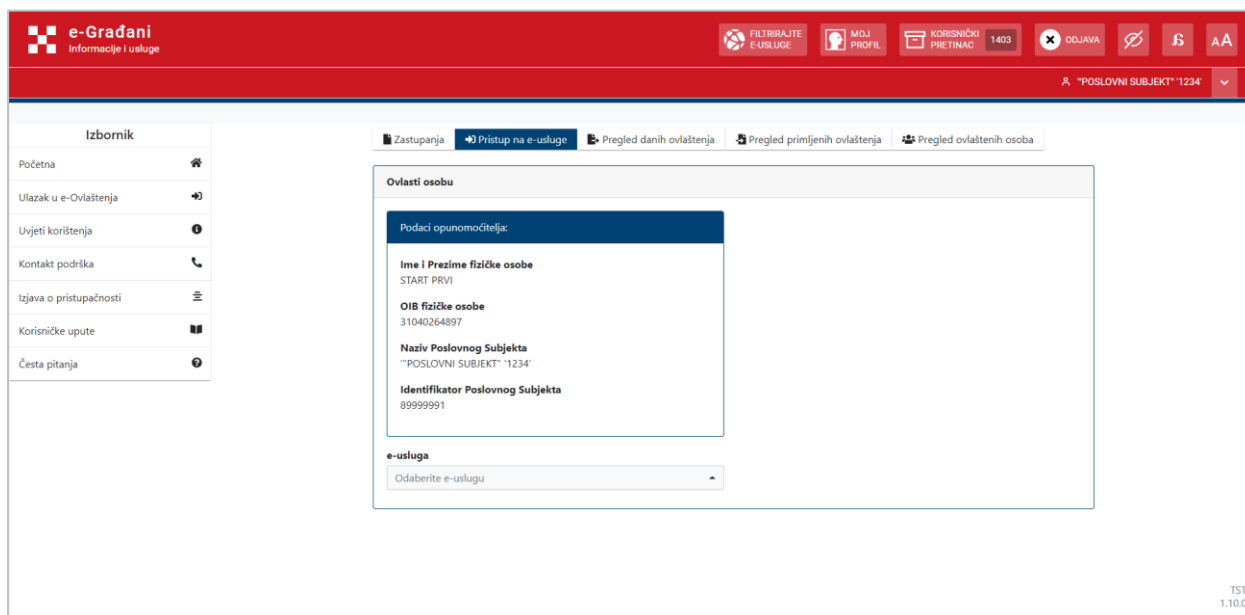 e-Građani
Informacije i usluge
FILTRIRAJTE
E-USLUGE
MOJ
PROFIL
KORISNIČKI
PRETINAC
1403
ODJAVA
AA
"POSLOVNI SUBJEKT" '1234'
Izbornik
Početna
Ulazak u e-Ovlaštenja
Uvjeti korištenja
Kontakt podrška
Izjava o pristupačnosti
Korisničke upute
Česta pitanja
Zastupanja
Pristup na e-usluge
Pregled danih ovlaštenja
Pregled primljenih ovlaštenja
Pregled ovlaštenih osoba
Ovlasti osobu
Podaci opunomoćitelja:
Ime i Prezime fizičke osobe
START PRVI
OIB fizičke osobe
31040264897
Naziv Poslovnog Subjekta
'"POSLOVNI SUBJEKT" '1234'
Identifikator Poslovnog Subjekta
89999991
e-usluga
Odaberite e-uslugu
TST
1.10.0